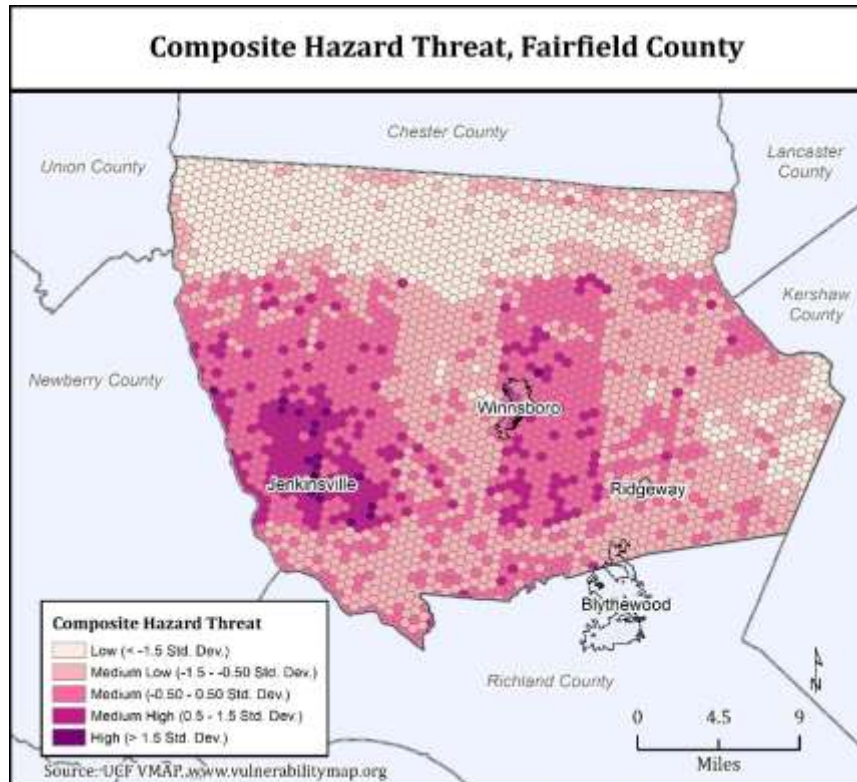 Composite Hazard Threat, Fairfield County
Chester County
Union County
Lancaster
County
Kershaw
County
Newberry County
Winnsboro
Jenkinsville
Ridgeway
Blythewood
Richland County
Composite Hazard Threat
Low (< -1.5 Std. Dev.)
Medium Low (-1.5 - -0.50 Std. Dev.)
Medium (-0.50 - 0.50 Std. Dev.)
Medium High (0.5 - 1.5 Std. Dev.)
High (> 1.5 Std. Dev.)
N
0 4.5 9
Miles
Source: UCF VMAP, www.vulnerabilitymap.org